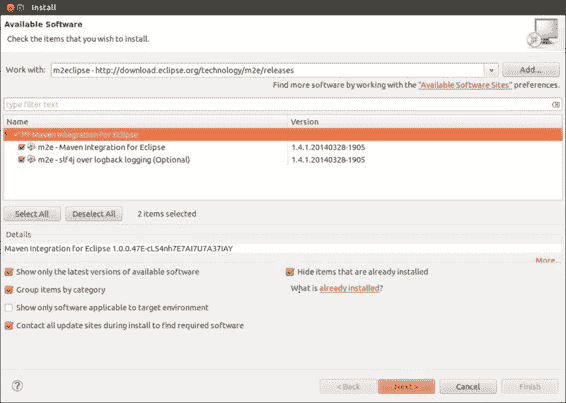 Install
Available Software
Check the items that you wish to install.
Work with: m2eclipse - http://download.eclipse.org/technology/m2e/releases Add...
Find more software by working with the "Available Software Sites" preferences.
type filter text
Name Version
Maven Integration for Eclipse
m2e - Maven Integration for Eclipse 1.4.1.20140328-1905
m2e - slf4j over logback logging (Optional) 1.4.1.20140328-1905
Select All Deselect All 2 items selected
Details
Maven Integration for Eclipse
More...
Show only the latest versions of available software Hide items that are already installed
Group items by category What is already installed?
Show only software applicable to target environment
Contact all update sites during install to find required software
? < Back Next > Cancel Finish